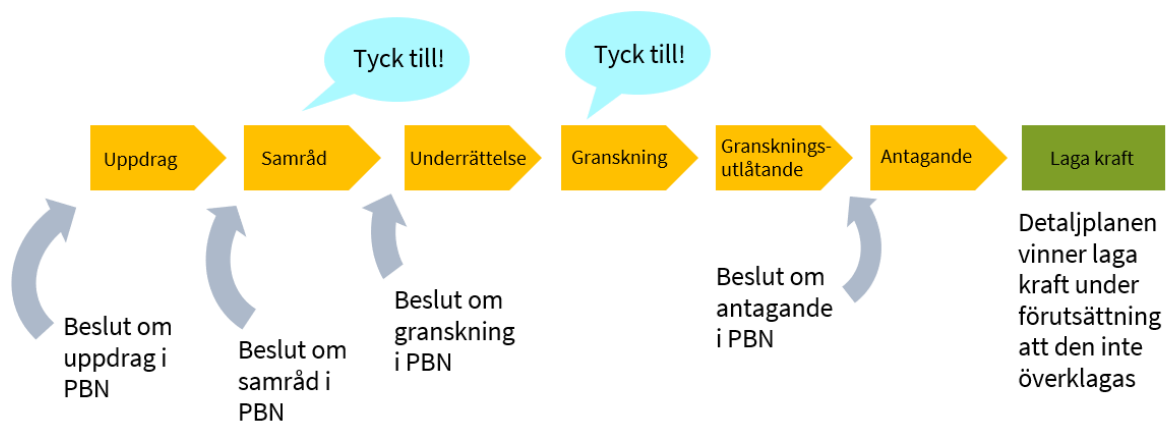 Tyck till!
Tyck till!
Uppdrag
Samråd
Underrättelse
Granskning
Gransknings-
utlåtande
Antagande
Laga kraft
Beslut om
uppdrag i
PBN
Beslut om
samråd i
PBN
Beslut om
granskning
i PBN
Beslut om
antagande
i PBN
Detaljplanen
vinner laga
kraft under
förutsättning
att den inte
överklagas